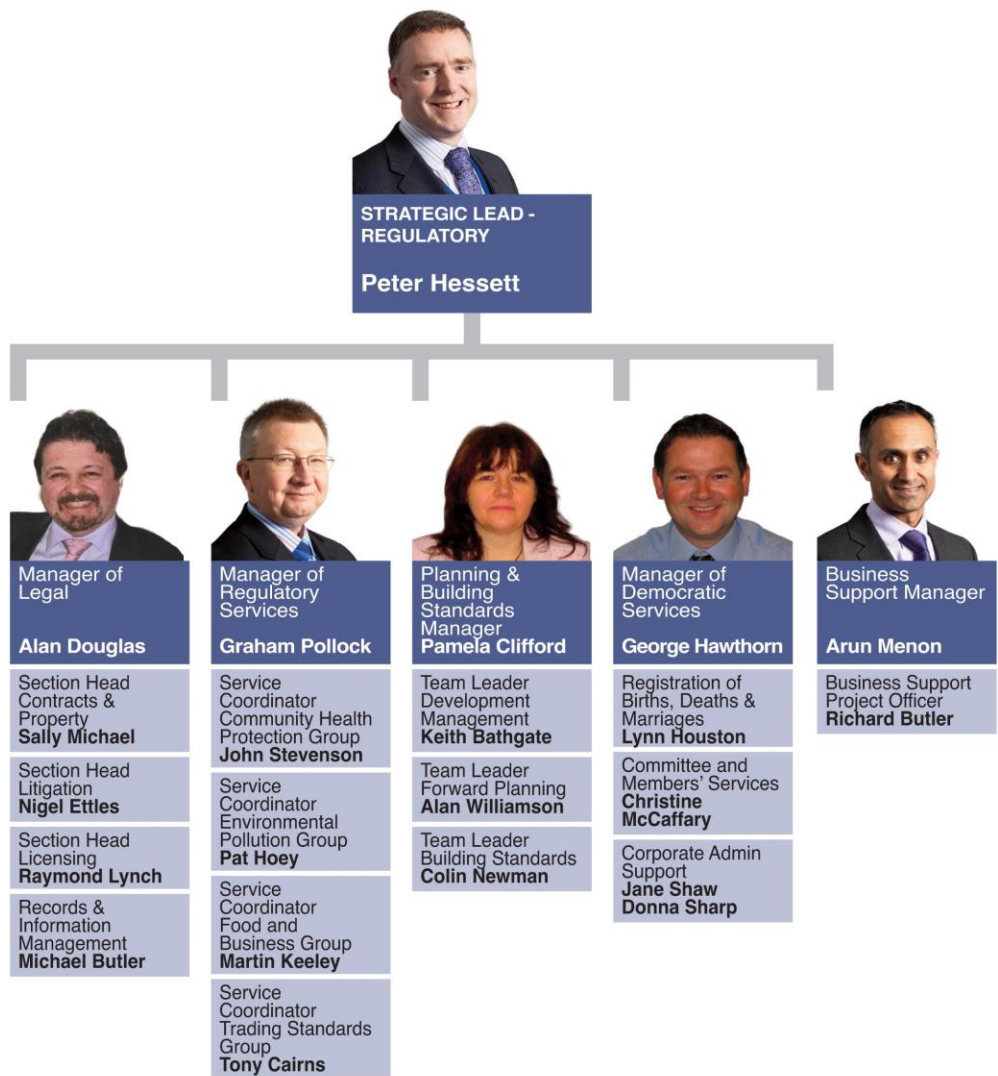 STRATEGIC LEAD -
REGULATORY
Peter Hessett
Manager of
Legal
Alan Douglas
Section Head
Contracts &
Property
Sally Michael
Section Head
Litigation
Nigel Ettles
Section Head
Licensing
Raymond Lynch
Records &
Information
Management
Michael Butler
Manager of
Regulatory
Services
Graham Pollock
Service
Coordinator
Community Health
Protection Group
John Stevenson
Service
Coordinator
Environmental
Pollution Group
Pat Hoey
Service
Coordinator
Food and
Business Group
Martin Keeley
Service
Coordinator
Trading Standards
Group
Tony Cairns
Planning &
Building
Standards
Manager
Pamela Clifford
Team Leader
Development
Management
Keith Bathgate
Team Leader
Forward Planning
Alan Williamson
Team Leader
Building Standards
Colin Newman
Manager of
Democratic
Services
George Hawthorn
Registration of
Births, Deaths &
Marriages
Lynn Houston
Committee and
Members’ Services
Christine
McCaffary
Corporate Admin
Support
Jane Shaw
Donna Sharp
Business
Support Manager
Arun Menon
Business Support
Project Officer
Richard Butler